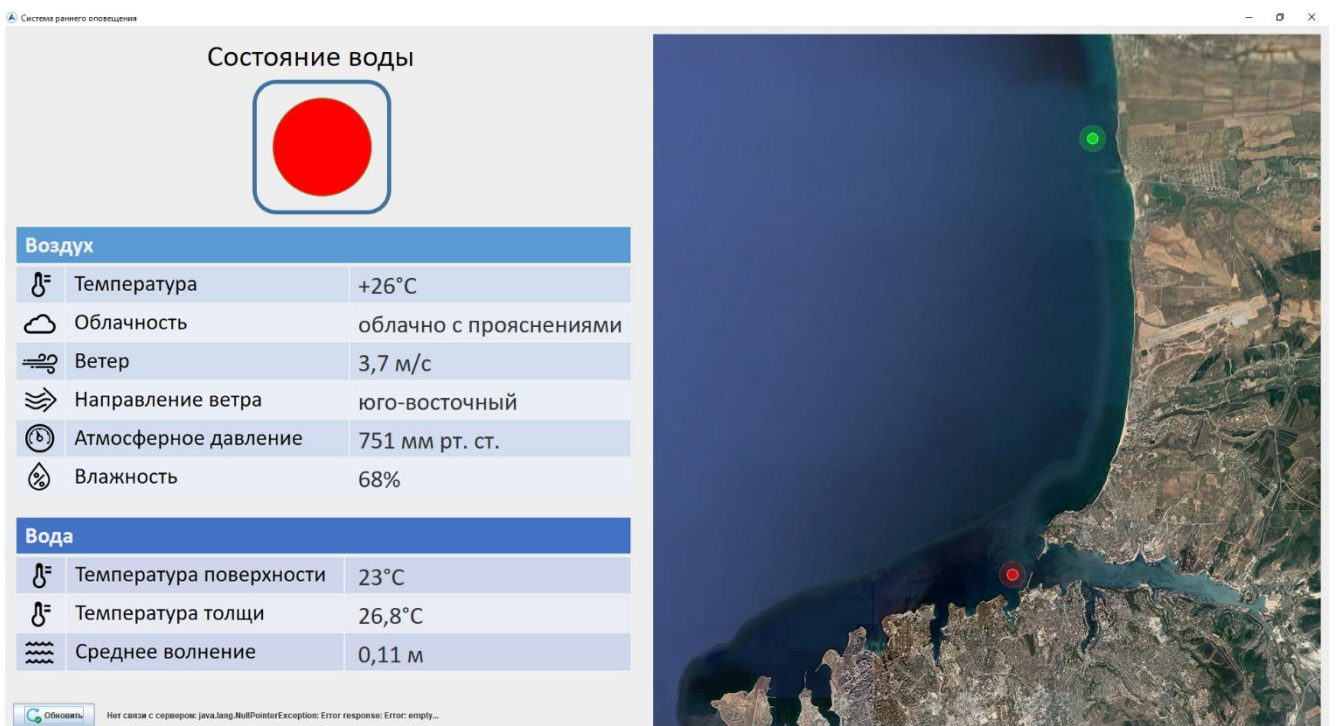 Система раннего оповещения
Состояние воды
Воздух
Температура +26°C
Облачность облачно с прояснениями
Ветер 3,7 м/с
Направление ветра юго-восточный
Атмосферное давление 751 мм рт. ст.
Влажность 68%
Вода
Температура поверхности 23°C
Температура толщи 26,8°C
Среднее волнение 0,11 м
Обновить Нет связи с сервером: java.lang.NullPointerException: Error response: Error: empty...